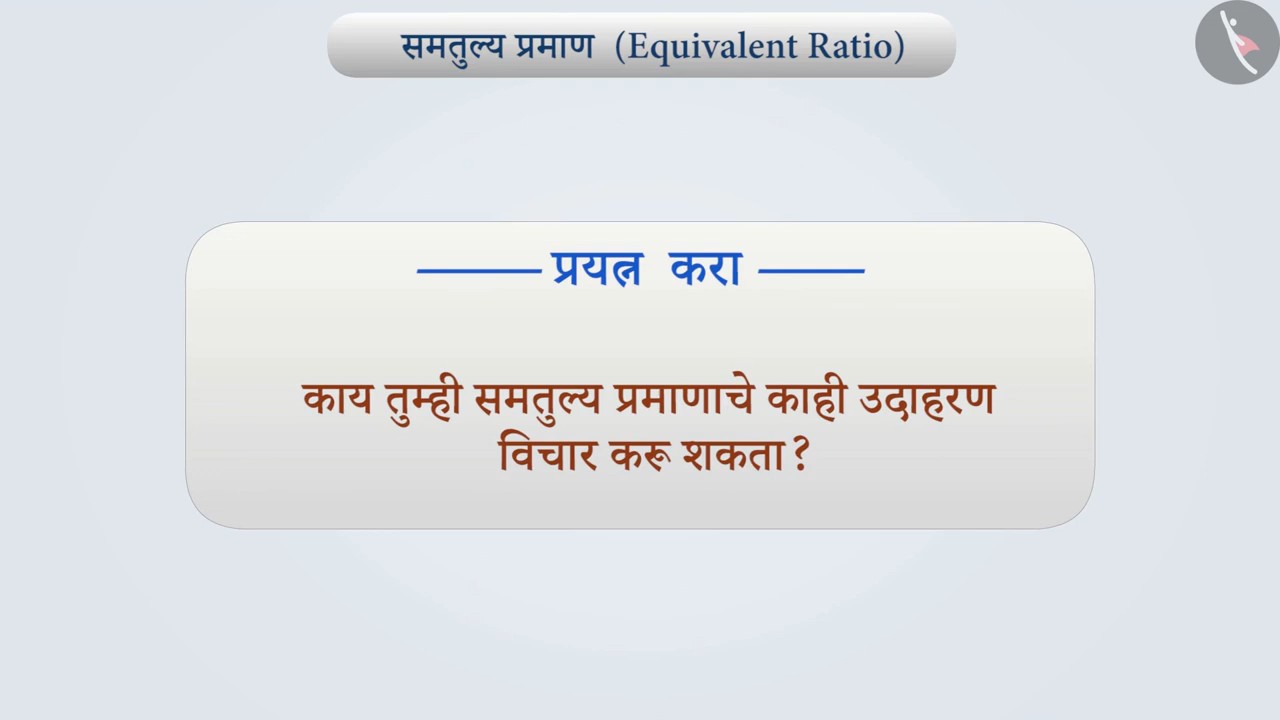 समतुल्य प्रमाण (Equivalent Ratio)
प्रयत्न करा
काय तुम्ही समतुल्य प्रमाणाचे काही उदाहरण
विचार करू शकता?